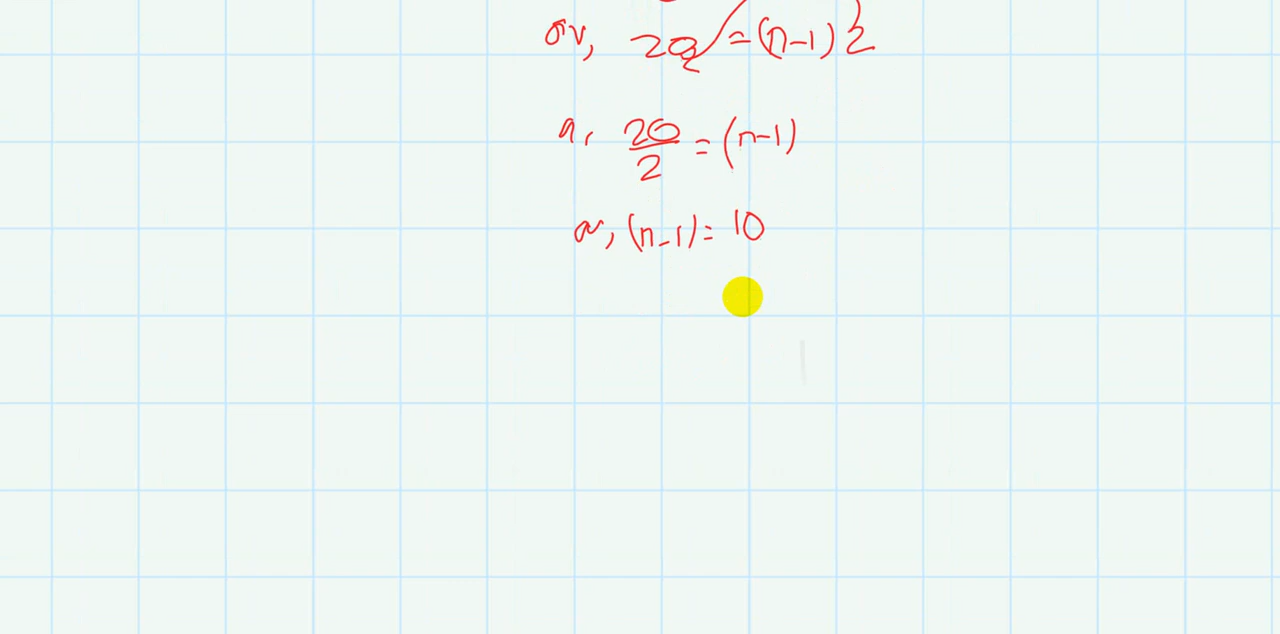 or, 20 = (n-1) 2
or, 20/2 = (n-1)
or, (n-1) = 10